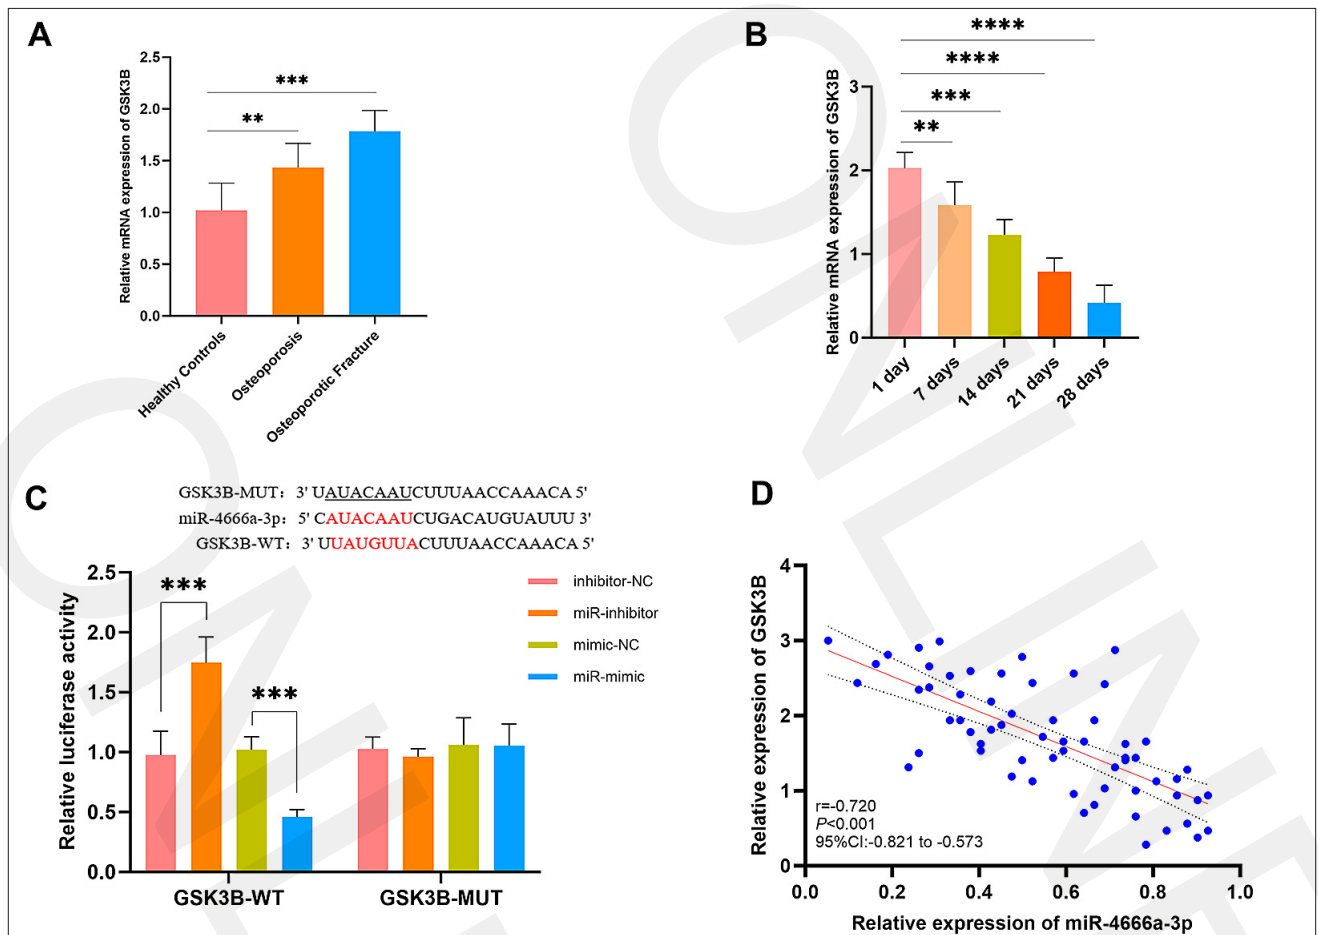 A
Relative mRNA expression of GSK3B
2.5
2.0
1.5
1.0
0.5
0.0
***
**
Healthy Controls
Osteoporosis
Osteoporotic Fracture
B
Relative mRNA expression of GSK3B
3
2
1
0
****
****
***
**
1 day
7 days
14 days
21 days
28 days
C
GSK3B-MUT: 3' UAUACAAUCUUUAACCAAACA 5'
miR-4666a-3p: 5' CAUACAAUCUGACAUGUAUUU 3'
GSK3B-WT: 3' UUAUGUUACUUUAACCAAACA 5'
Relative luciferase activity
2.5
2.0
1.5
1.0
0.5
0.0
***
***
inhibitor-NC
miR-inhibitor
mimic-NC
miR-mimic
GSK3B-WT
GSK3B-MUT
D
Relative expression of GSK3B
4
3
2
1
0
r=-0.720
P<0.001
95%CI:-0.821 to -0.573
0.0
0.2
0.4
0.6
0.8
1.0
Relative expression of miR-4666a-3p